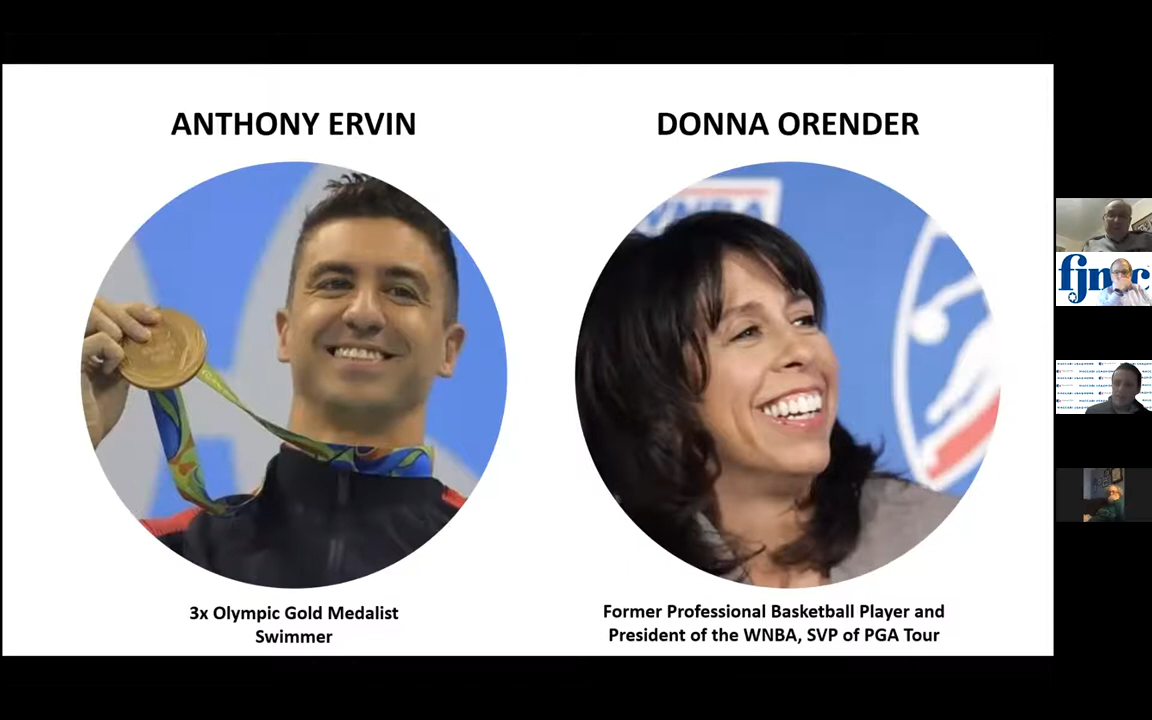 ANTHONY ERVIN
DONNA ORENDER
WNBA
3x Olympic Gold Medalist
Swimmer
Former Professional Basketball Player and
President of the WNBA, SVP of PGA Tour